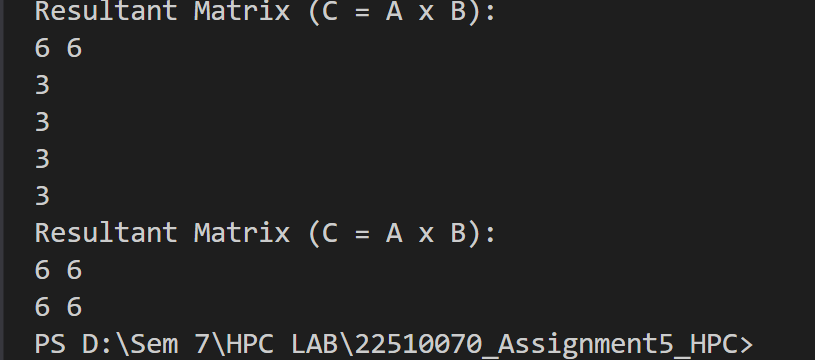 Resultant Matrix (C = A x B):
6 6
3
3
3
3
Resultant Matrix (C = A x B):
6 6
6 6
PS D:\Sem 7\HPC LAB\22510070_Assignment5_HPC>